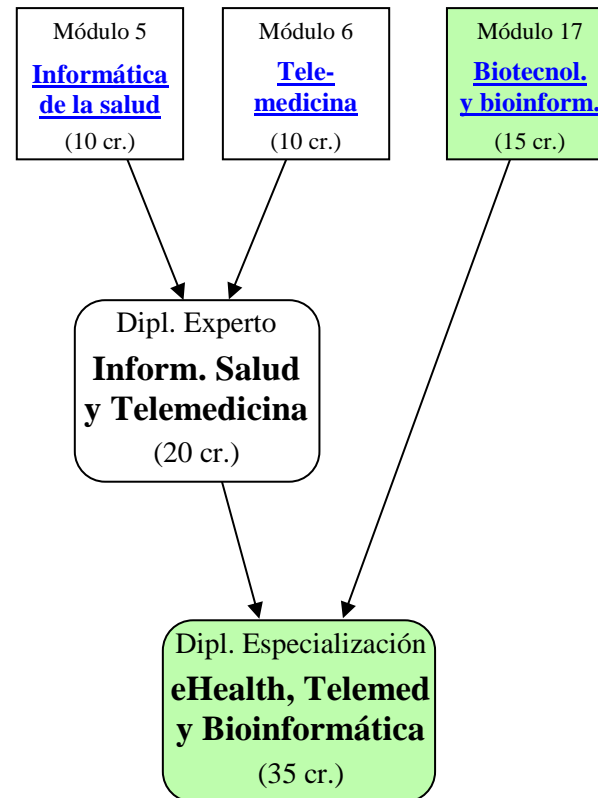 Módulo 5
Informática
de la salud
(10 cr.)
Módulo 6
Tele-
medicina
(10 cr.)
Módulo 17
Biotecnol.
y bioinform.
(15 cr.)
Dipl. Experto
Inform. Salud
y Telemedicina
(20 cr.)
Dipl. Especialización
eHealth, Telemed
y Bioinformática
(35 cr.)